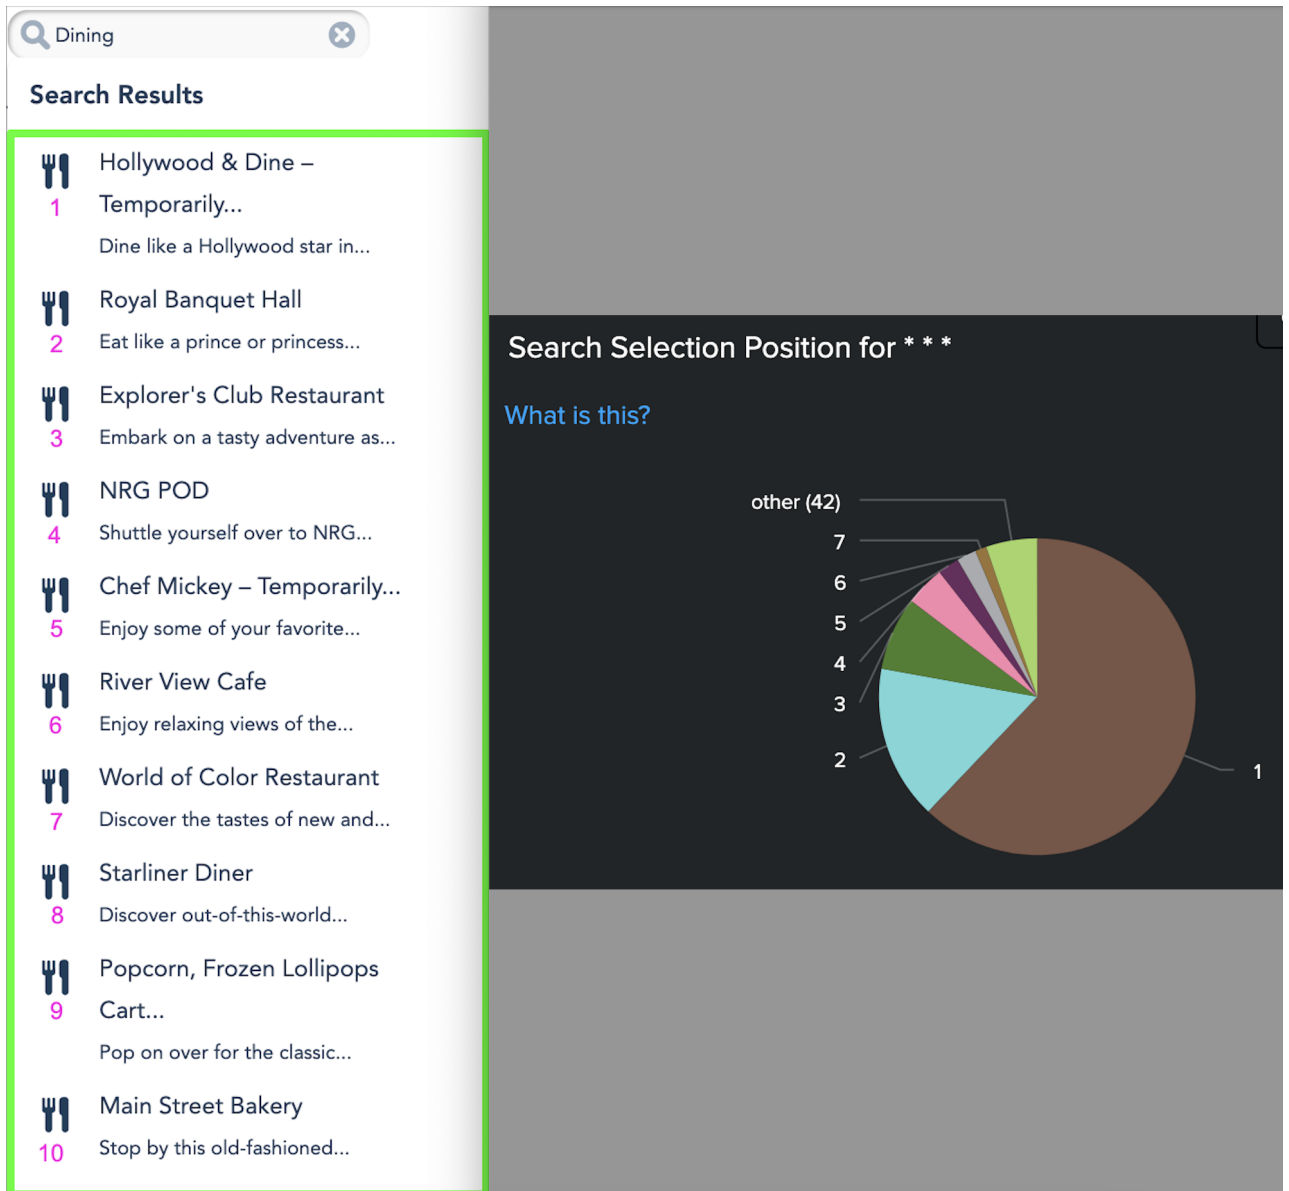 Dining
Search Results
Hollywood & Dine –
Temporarily...
1
Dine like a Hollywood star in...
Royal Banquet Hall
2
Eat like a prince or princess...
Explorer's Club Restaurant
3
Embark on a tasty adventure as...
NRG POD
4
Shuttle yourself over to NRG...
Chef Mickey – Temporarily...
5
Enjoy some of your favorite...
River View Cafe
6
Enjoy relaxing views of the...
World of Color Restaurant
7
Discover the tastes of new and...
Starliner Diner
8
Discover out-of-this-world...
Popcorn, Frozen Lollipops
Cart...
9
Pop on over for the classic...
Main Street Bakery
10
Stop by this old-fashioned...
Search Selection Position for * * *
What is this?
other (42)
7
6
5
4
3
2
1